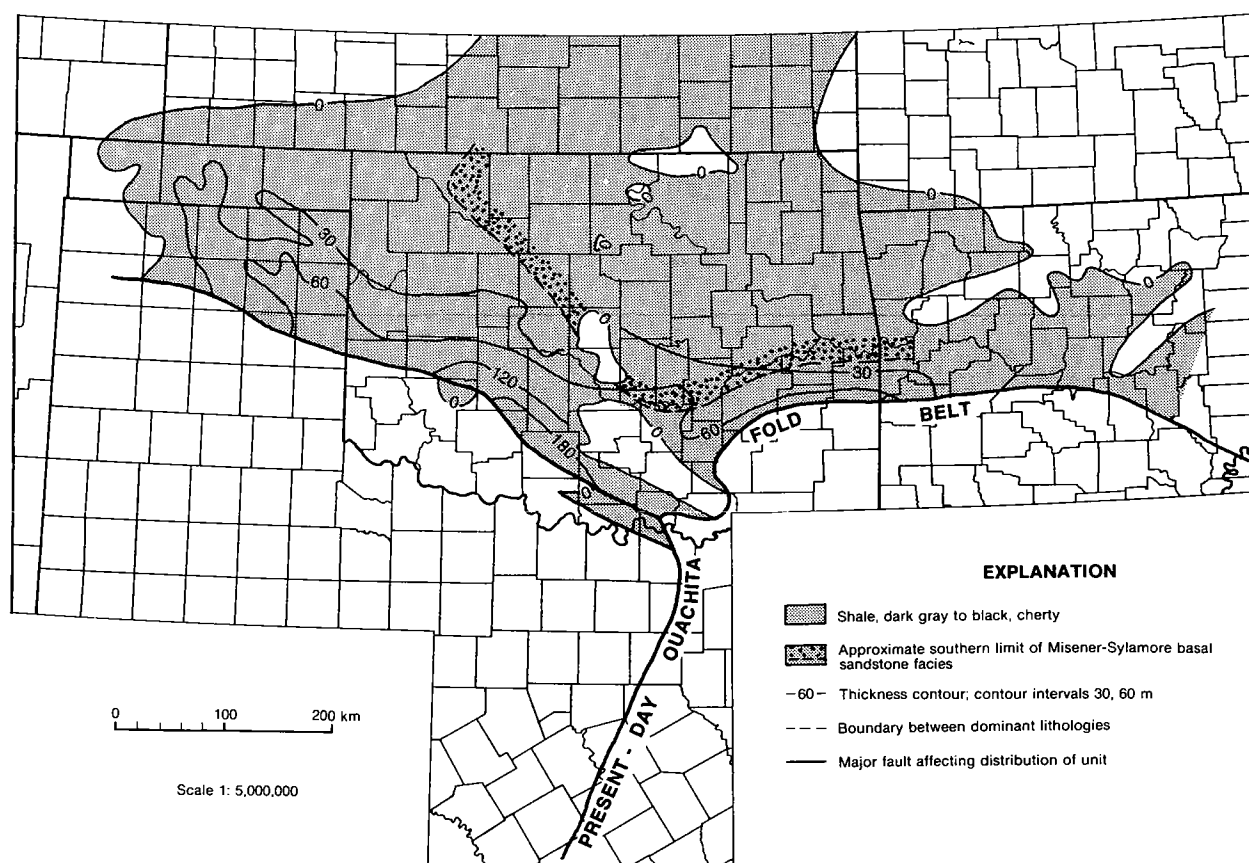 0
0
0
0
0
30
60
0
0
30
120
0
180
0
60
0
FOLD
BELT
PRESENT - DAY
OUACHITA
EXPLANATION
Shale, dark gray to black, cherty
Approximate southern limit of Misener-Sylamore basal
sandstone facies
–60– Thickness contour; contour intervals 30, 60 m
Boundary between dominant lithologies
Major fault affecting distribution of unit
0 100 200 km
Scale 1: 5,000,000